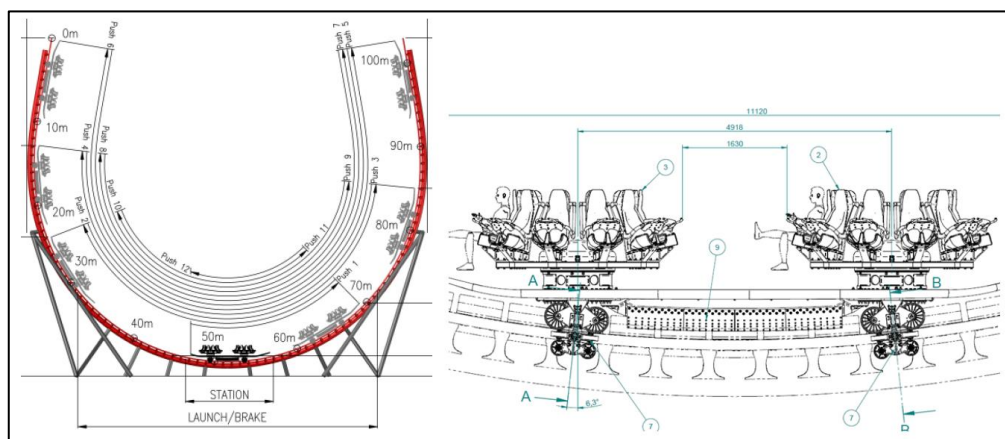 0m
10m
20m
30m
40m
50m
60m
70m
80m
90m
100m
Push 6
Push 4
Push 8
Push 2
Push 10
Push 12
Push 11
Push 1
Push 9
Push 3
Push 7
Push 5
STATION
LAUNCH/BRAKE
11120
4918
1630
3
2
9
A
B
A
6,3°
7
7
B